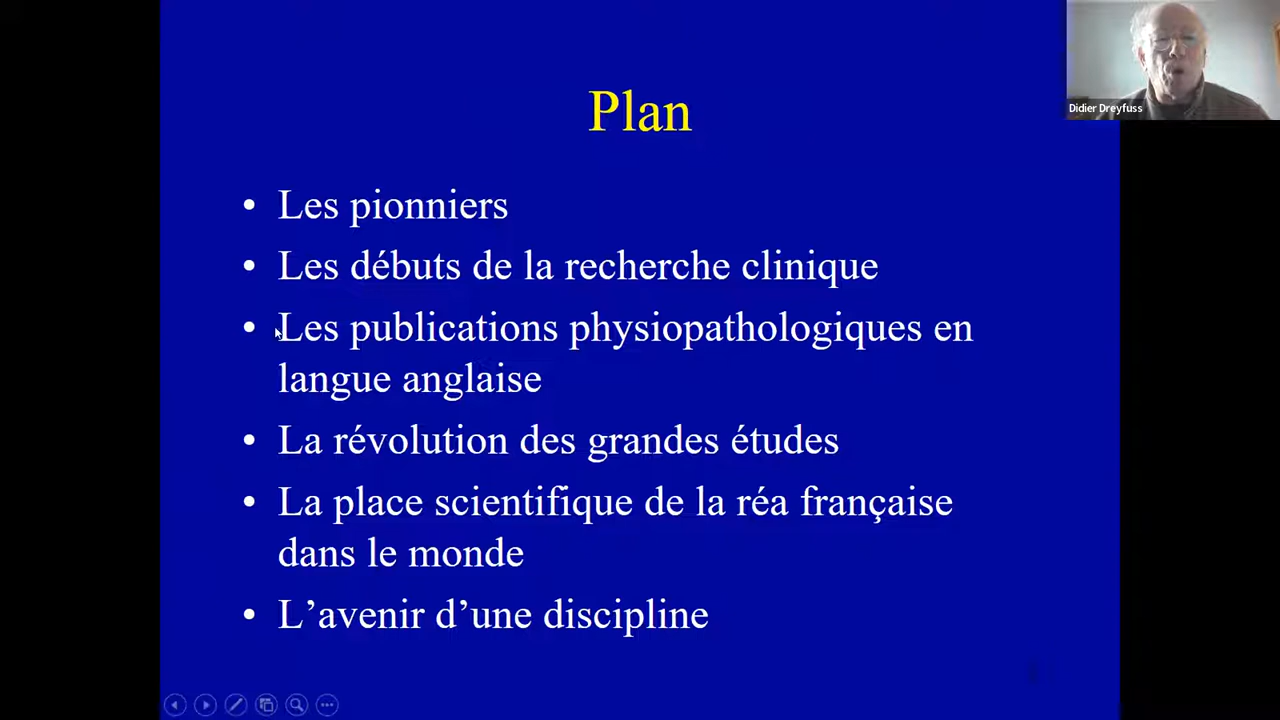 Plan
Didier Dreyfuss
• Les pionniers
• Les débuts de la recherche clinique
• Les publications physiopathologiques en
langue anglaise
• La révolution des grandes études
• La place scientifique de la réa française
dans le monde
• L’avenir d’une discipline